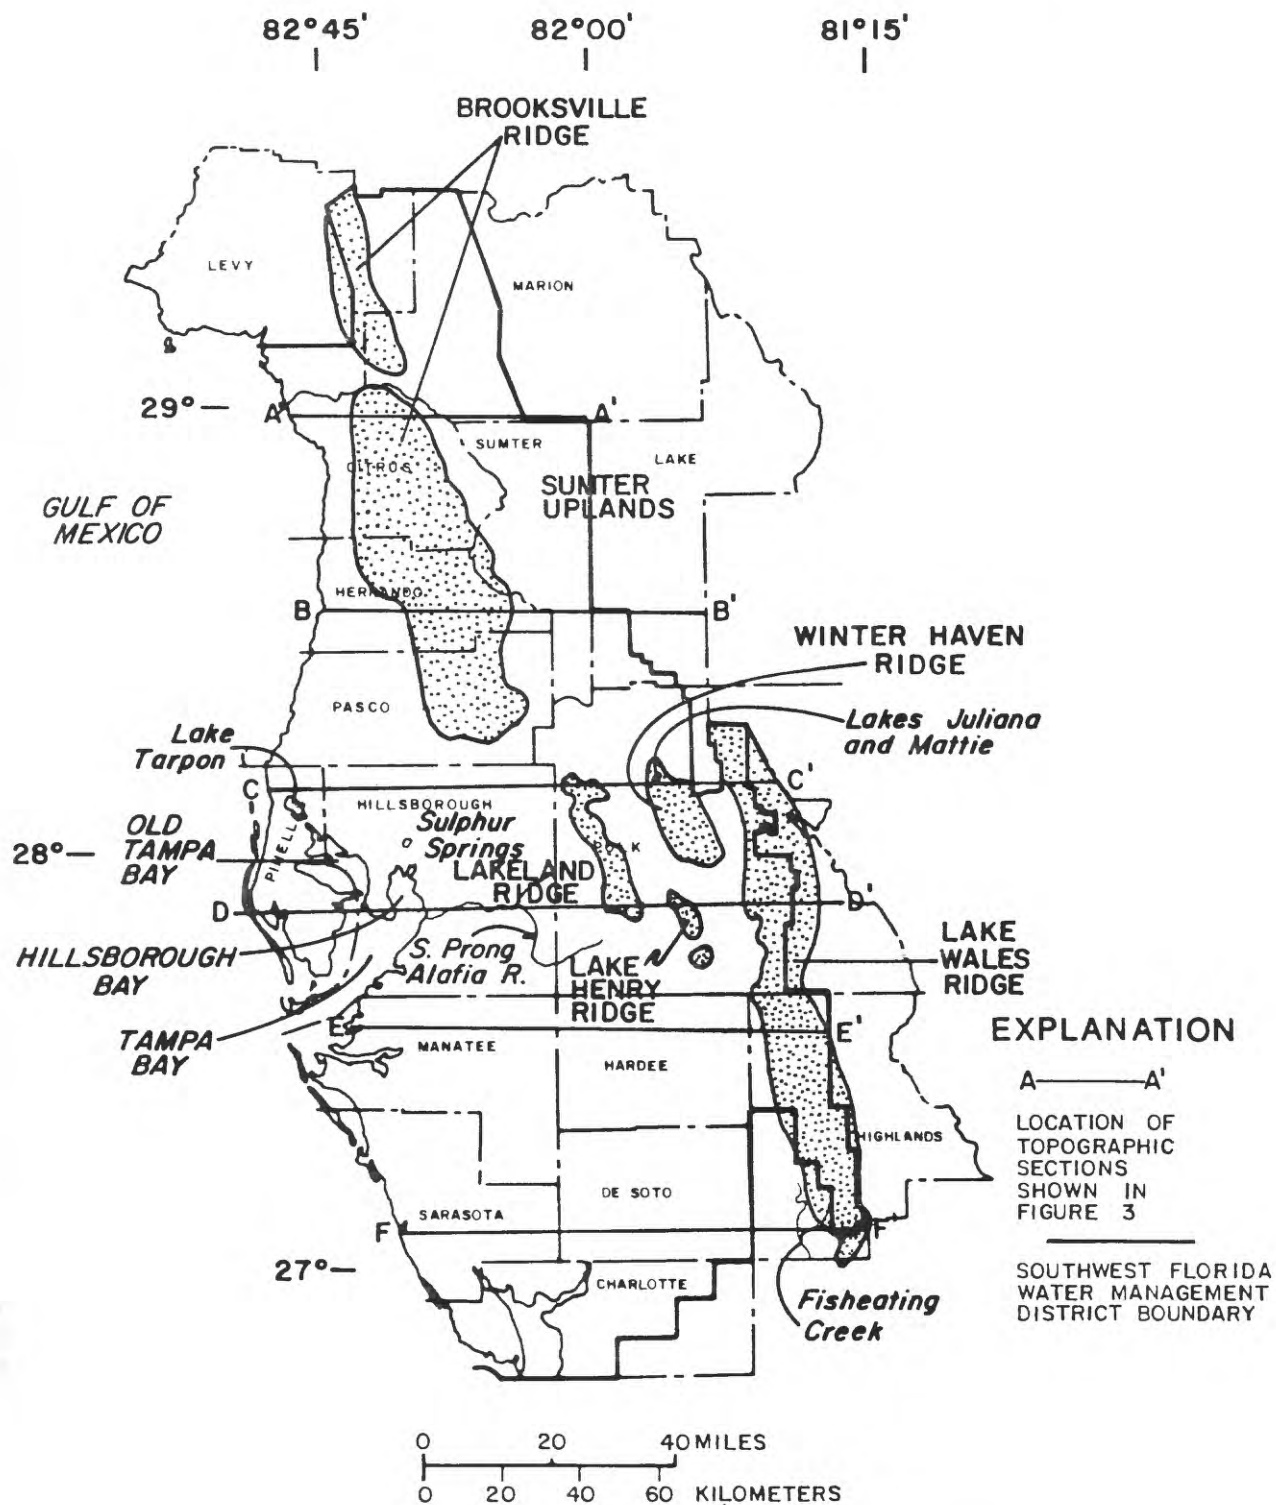 82°45' 82°00' 81°15'
BROOKSVILLE
RIDGE
LEVY
MARION
29°
A A'
SUMTER
LAKE
CITRUS
SUMTER
UPLANDS
GULF OF
MEXICO
HERNANDO
B B'
WINTER HAVEN
RIDGE
PASCO
Lakes Juliana
and Mattie
Lake
Tarpon
C C'
HILLSBOROUGH
PINELL
Sulphur
Springs
OLD
TAMPA
BAY
28°
POLK
LAKELAND
RIDGE
D D'
HILLSBOROUGH
BAY
S. Prong
Alafia R.
LAKE
HENRY
RIDGE
LAKE
WALES
RIDGE
TAMPA
BAY
E E'
MANATEE
HARDEE
EXPLANATION
A A'
LOCATION OF
TOPOGRAPHIC
SECTIONS
SHOWN IN
FIGURE 3
HIGHLANDS
DE SOTO
SARASOTA
F F'
27°
CHARLOTTE
Fisheating
Creek
SOUTHWEST FLORIDA
WATER MANAGEMENT
DISTRICT BOUNDARY
0 20 40 MILES
0 20 40 60 KILOMETERS